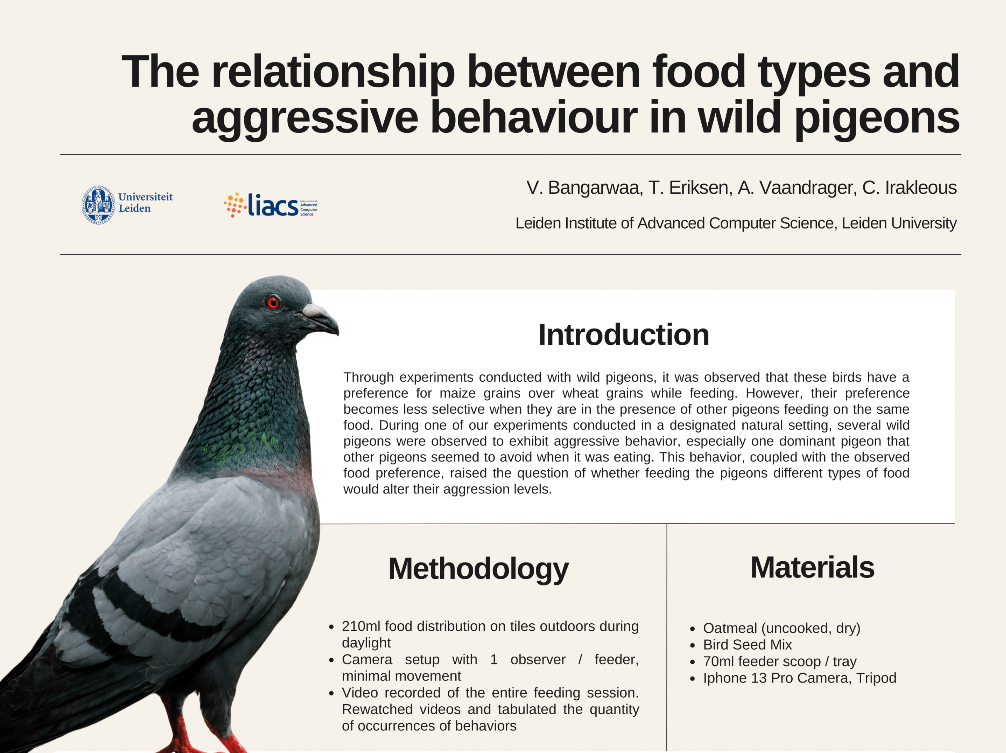 The relationship between food types and
aggressive behaviour in wild pigeons
Universiteit
Leiden
liacs
V. Bangarwaa, T. Eriksen, A. Vaandrager, C. Irakleous
Leiden Institute of Advanced Computer Science, Leiden University
Introduction
Through experiments conducted with wild pigeons, it was observed that these birds have a
preference for maize grains over wheat grains while feeding. However, their preference
becomes less selective when they are in the presence of other pigeons feeding on the same
food. During one of our experiments conducted in a designated natural setting, several wild
pigeons were observed to exhibit aggressive behavior, especially one dominant pigeon that
other pigeons seemed to avoid when it was eating. This behavior, coupled with the observed
food preference, raised the question of whether feeding the pigeons different types of food
would alter their aggression levels.
Methodology
• 210ml food distribution on tiles outdoors during
daylight
• Camera setup with 1 observer / feeder,
minimal movement
• Video recorded of the entire feeding session.
Rewatched videos and tabulated the quantity
of occurrences of behaviors
Materials
• Oatmeal (uncooked, dry)
• Bird Seed Mix
• 70ml feeder scoop / tray
• Iphone 13 Pro Camera, Tripod